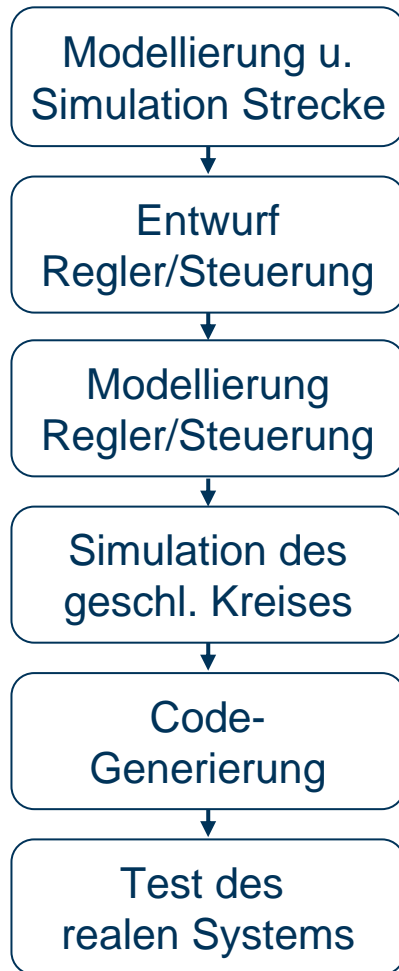 Modellierung u.
Simulation Strecke
Entwurf
Regler/Steuerung
Modellierung
Regler/Steuerung
Simulation des
geschl. Kreises
Code-
Generierung
Test des
realen Systems